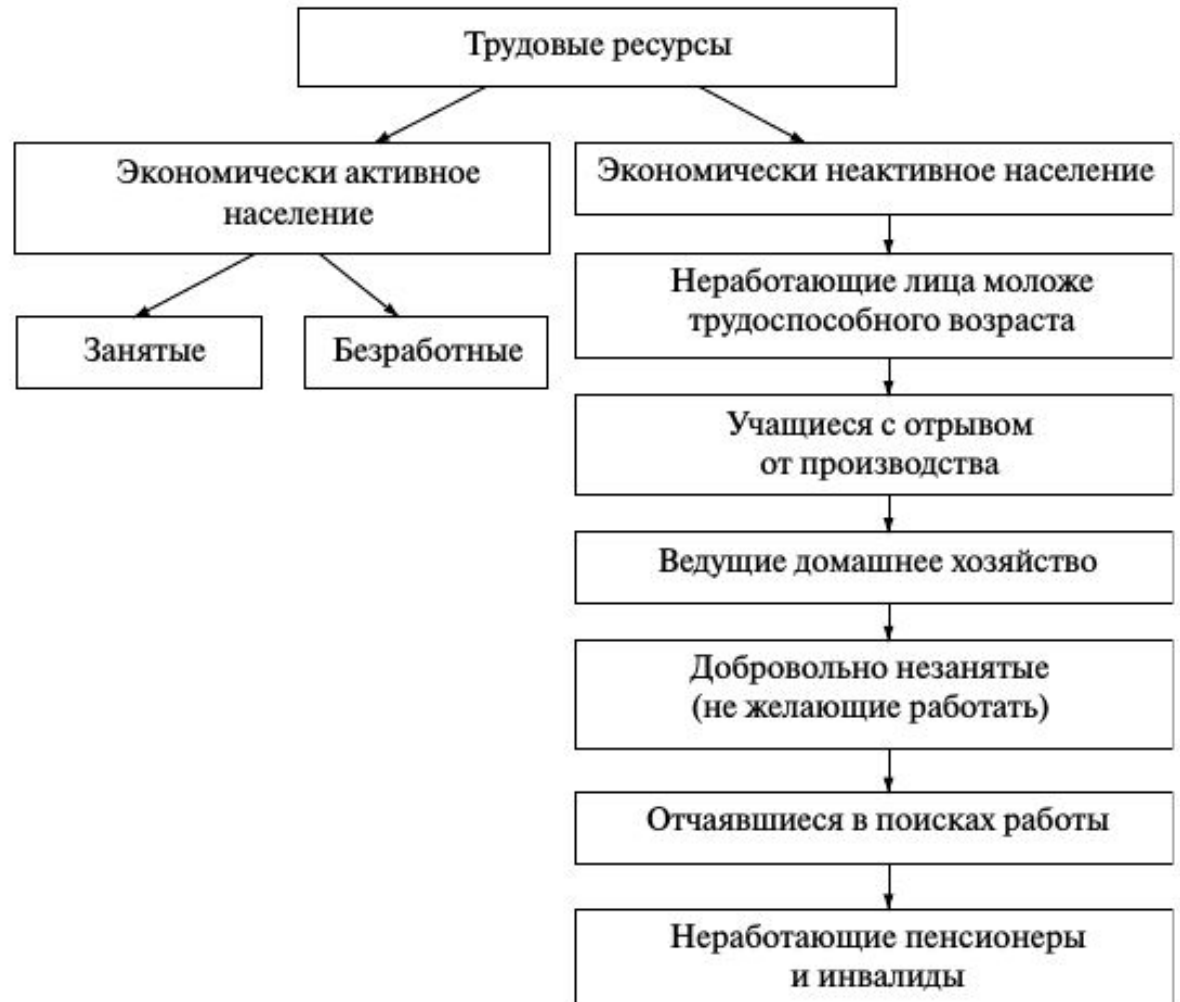 Трудовые ресурсы
Экономически активное
население
Занятые
Безработные
Экономически неактивное население
Неработающие лица моложе
трудоспособного возраста
Учащиеся с отрывом
от производства
Ведущие домашнее хозяйство
Добровольно незанятые
(не желающие работать)
Отчаявшиеся в поисках работы
Неработающие пенсионеры
и инвалиды